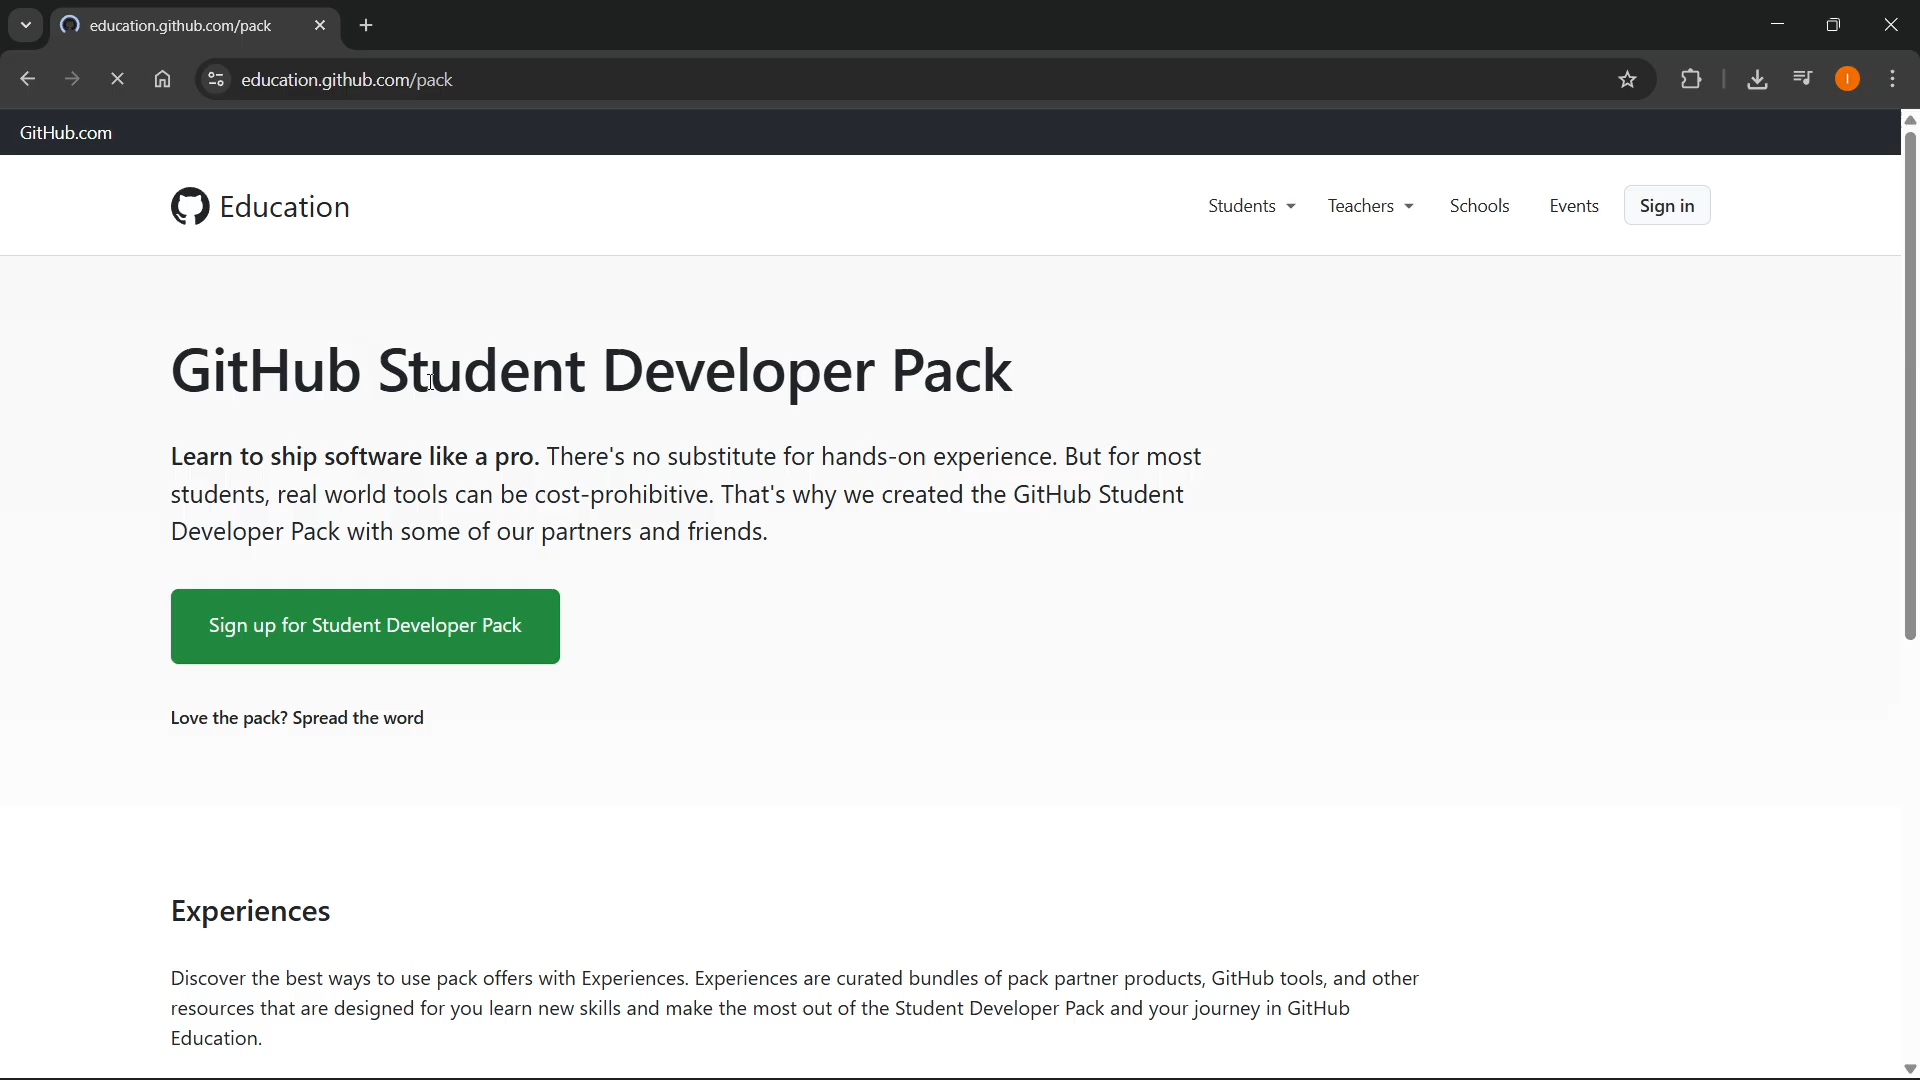 education.github.com/pack
education.github.com/pack
I
GitHub.com
Education
Students
Teachers
Schools
Events
Sign in
GitHub Student Developer Pack
Learn to ship software like a pro. There's no substitute for hands-on experience. But for most
students, real world tools can be cost-prohibitive. That's why we created the GitHub Student
Developer Pack with some of our partners and friends.
Sign up for Student Developer Pack
Love the pack? Spread the word
Experiences
Discover the best ways to use pack offers with Experiences. Experiences are curated bundles of pack partner products, GitHub tools, and other
resources that are designed for you learn new skills and make the most out of the Student Developer Pack and your journey in GitHub
Education.